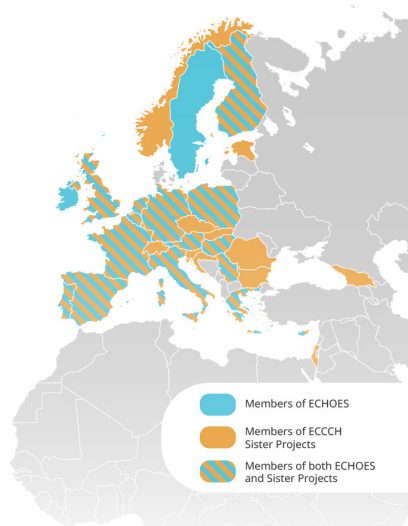 Members of ECHOES
Members of ECCCH
Sister Projects
Members of both ECHOES
and Sister Projects